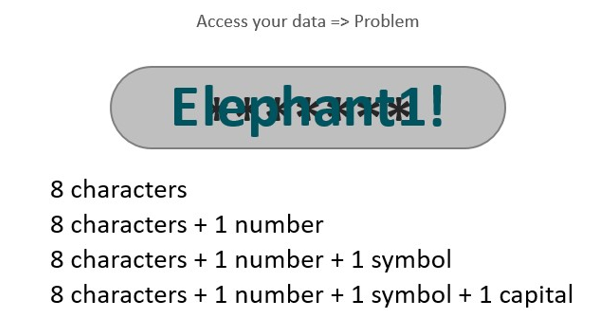 Access your data => Problem
Elephant1!
*******
8 characters
8 characters + 1 number
8 characters + 1 number + 1 symbol
8 characters + 1 number + 1 symbol + 1 capital